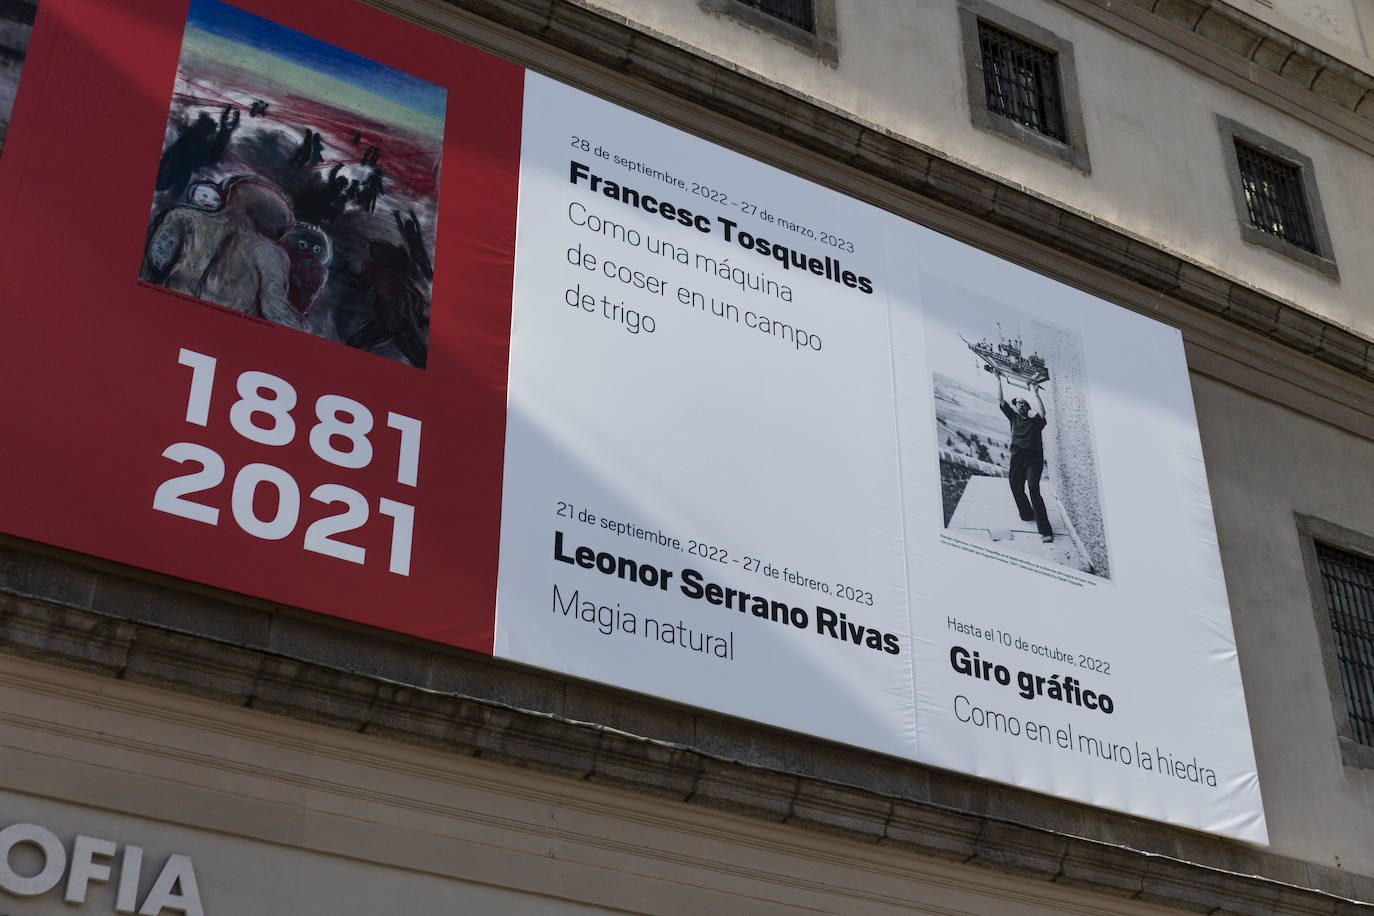 1881
2021
28 de septiembre, 2022 – 27 de marzo, 2023
Francesc Tosquelles
Como una máquina
de coser en un campo
de trigo
21 de septiembre, 2022 – 27 de febrero, 2023
Leonor Serrano Rivas
Magia natural
Hasta el 10 de octubre, 2022
Giro gráfico
Como en el muro la hiedra
OFIA